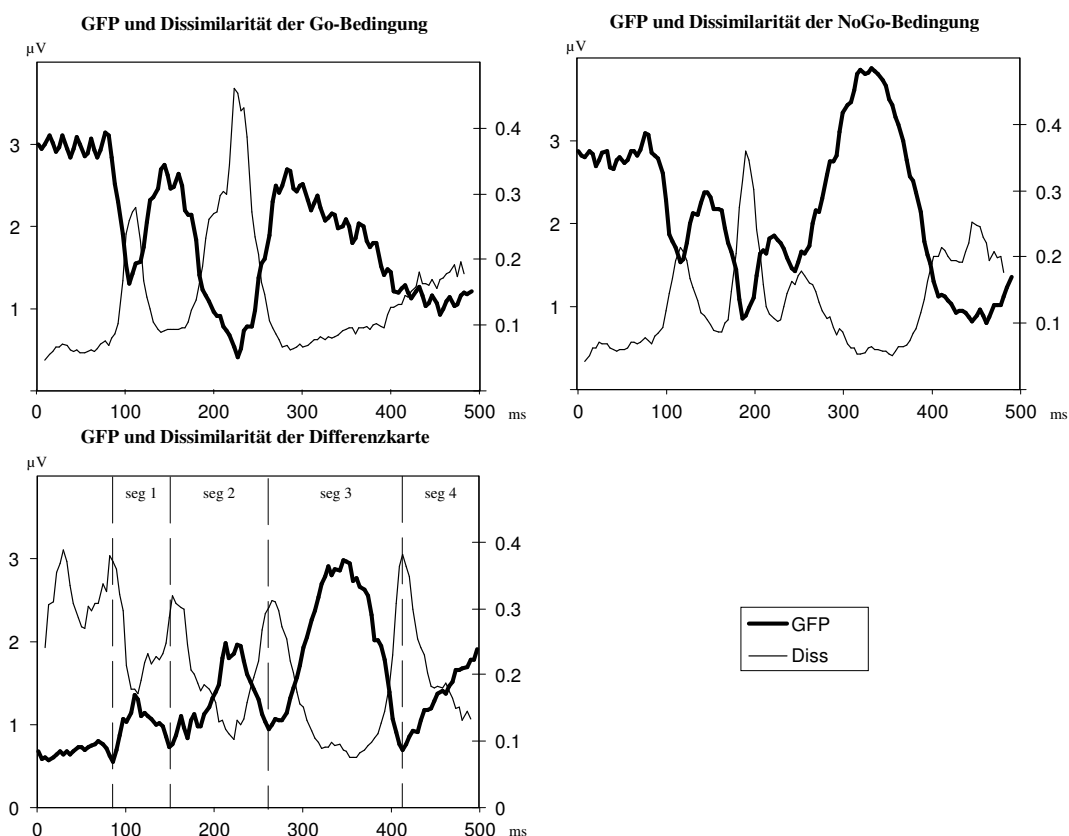 GFP und Dissimilarität der Go-Bedingung
µV
3
2
1
0.4
0.3
0.2
0.1
0 100 200 300 400 500 ms
GFP und Dissimilarität der NoGo-Bedingung
µV
3
2
1
0.4
0.3
0.2
0.1
0 100 200 300 400 500 ms
GFP und Dissimilarität der Differenzkarte
µV
seg 1 seg 2 seg 3 seg 4
3
2
1
0
0.4
0.3
0.2
0.1
0
0 100 200 300 400 500 ms
GFP
Diss